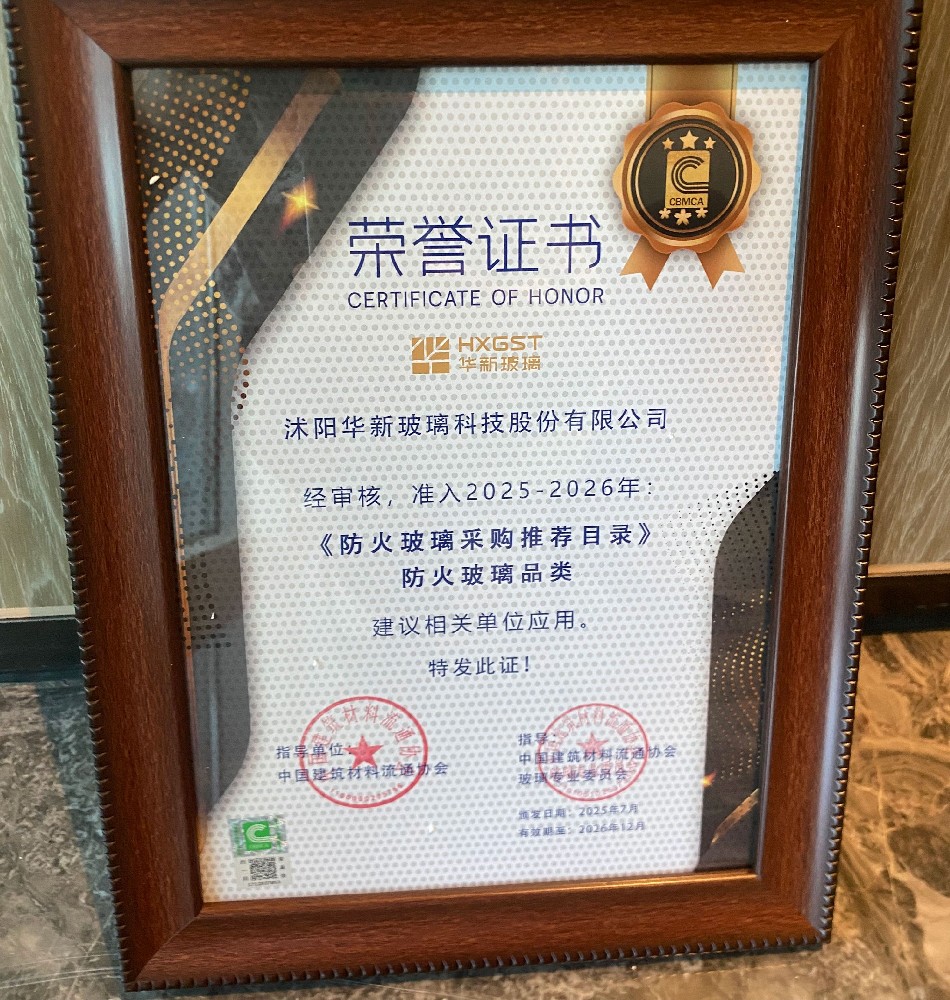 CBMCA
荣誉证书
CERTIFICATE OF HONOR
HXGST
华新玻璃
沭阳华新玻璃科技股份有限公司
经审核，准入2025-2026年：
《防火玻璃采购推荐目录》
防火玻璃品类
建议相关单位应用。
特发此证！
指导单位：
中国建筑材料流通协会
指导：
中国建筑材料流通协会
玻璃专业委员会
颁发日期：2025年7月
有效期至：2026年12月